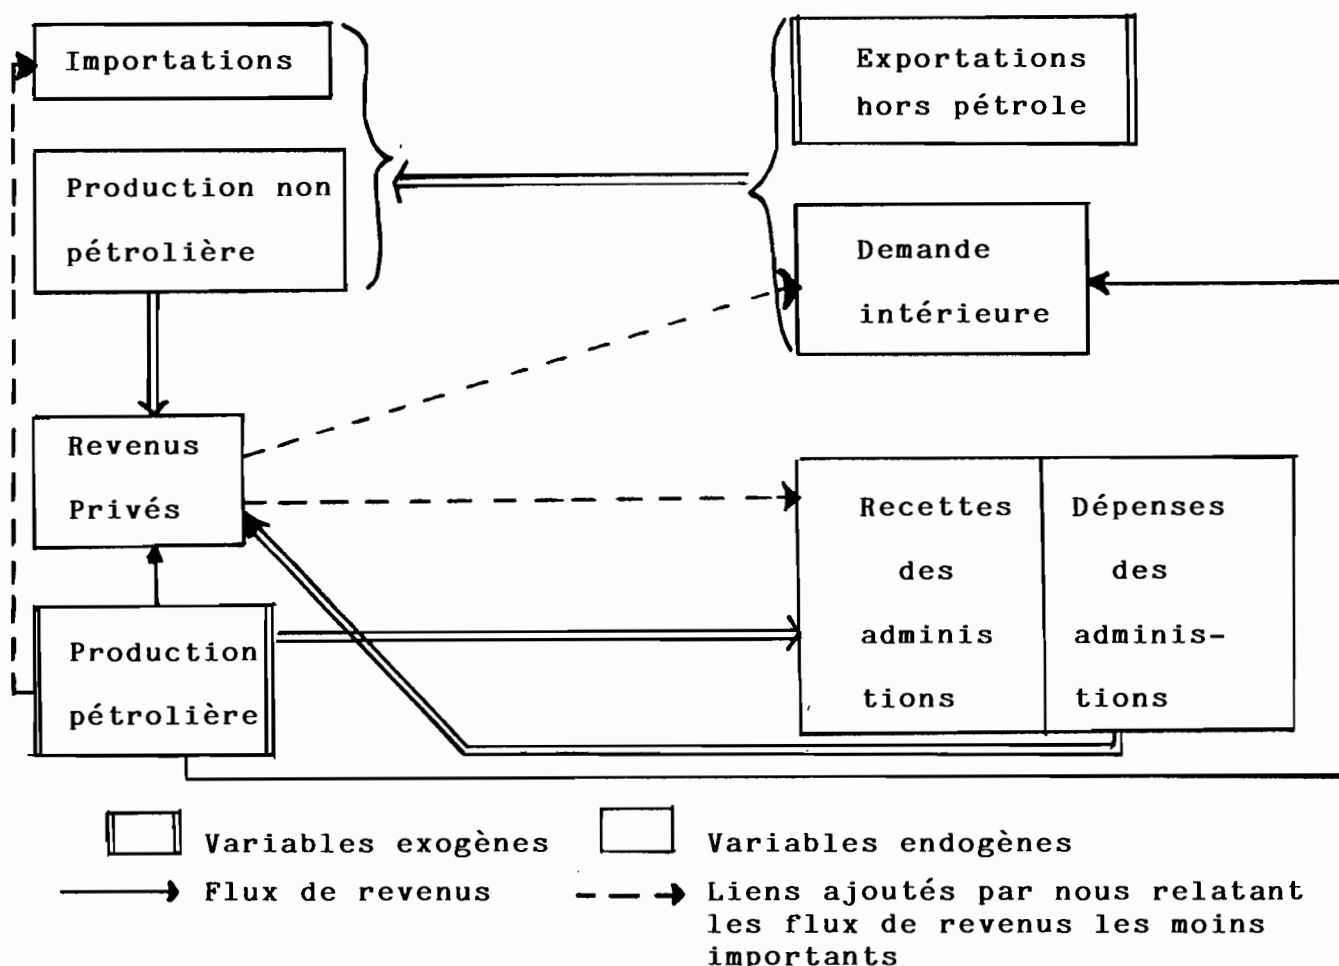 Importations
Exportations
hors pétrole
Production non
pétrolière
Demande
intérieure
Revenus
Privés
Recettes
des
adminis
tions
Dépenses
des
adminis-
tions
Production
pétrolière
Variables exogènes
Variables endogènes
Flux de revenus
Liens ajoutés par nous relatant
les flux de revenus les moins
importants